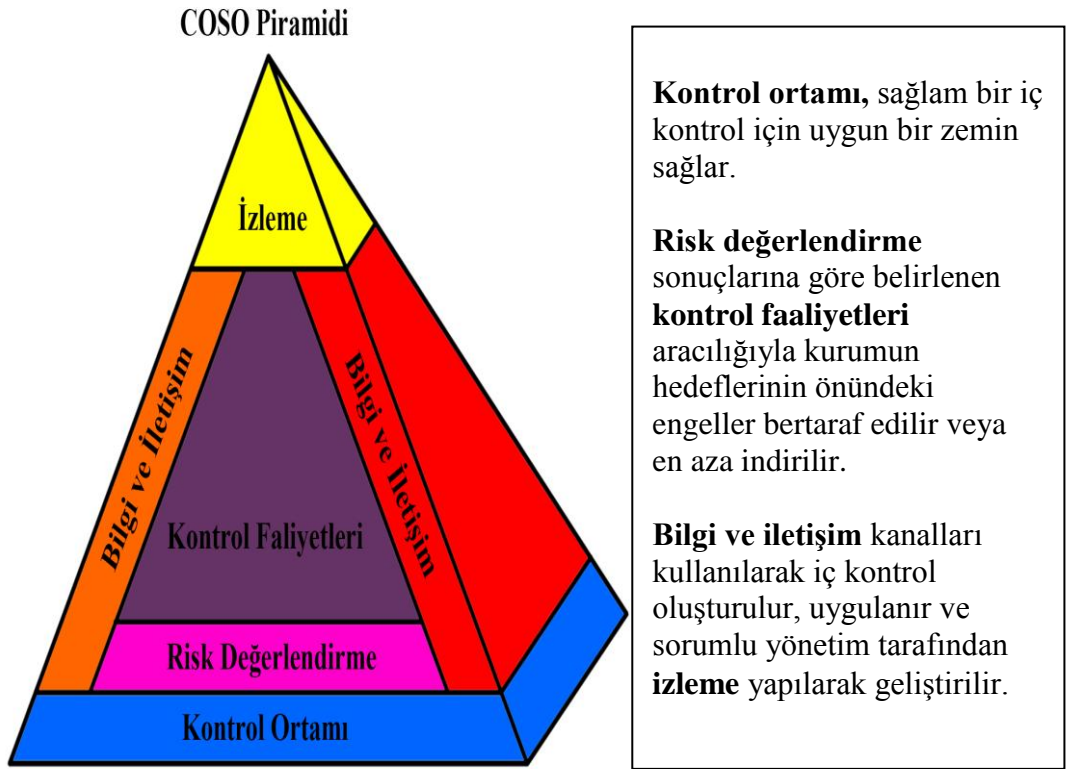 COSO Piramidi
İzleme
Bilgi ve İletişim
Bilgi ve İletişim
Kontrol Faliyetleri
Risk Değerlendirme
Kontrol Ortamı
Kontrol ortamı, sağlam bir iç
kontrol için uygun bir zemin
sağlar.
Risk değerlendirme
sonuçlarına göre belirlenen
kontrol faaliyetleri
aracılığıyla kurumun
hedeflerinin önündeki
engeller bertaraf edilir veya
en aza indirilir.
Bilgi ve iletişim kanalları
kullanılarak iç kontrol
oluşturulur, uygulanır ve
sorumlu yönetim tarafından
izleme yapılarak geliştirilir.